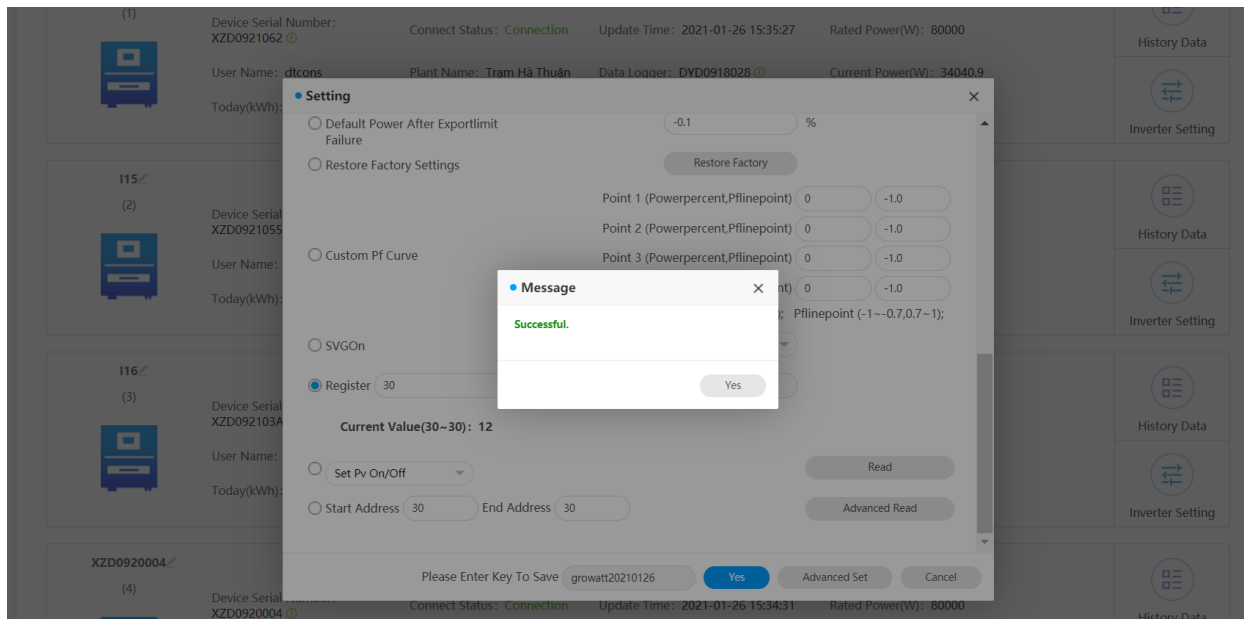 (1)
Device Serial Number:
XZD0921062
Connect Status: Connection
Update Time: 2021-01-26 15:35:27
Rated Power(W): 80000
History Data
User Name: dtcons
Plant Name: Trạm Hà Thuận
Data Logger: DYD0918028
Current Power(W): 34040.9
Today(kWh):
Inverter Setting
Setting
Default Power After Exportlimit
Failure
-0.1 %
Restore Factory Settings
Restore Factory
Point 1 (Powerpercent,Pflinepoint) 0 -1.0
Point 2 (Powerpercent,Pflinepoint) 0 -1.0
Custom Pf Curve
Point 3 (Powerpercent,Pflinepoint) 0 -1.0
nt) 0 -1.0
); Pflinepoint (-1~-0.7,0.7~1);
SVGOn
Register 30
Current Value(30~30): 12
Set Pv On/Off
Read
Start Address 30 End Address 30
Advanced Read
Please Enter Key To Save growatt20210126 Yes Advanced Set Cancel
Message
Successful.
Yes
I15
(2)
Device Serial
XZD0921055
User Name:
Today(kWh):
History Data
Inverter Setting
I16
(3)
Device Serial
XZD092103A
User Name:
Today(kWh):
History Data
Inverter Setting
XZD0920004
(4)
Device Serial Number:
XZD0920004
Connect Status: Connection
Update Time: 2021-01-26 15:34:31
Rated Power(W): 80000
History Data